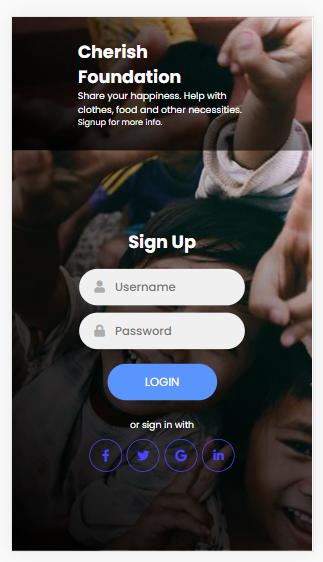 Cherish
Foundation
Share your happiness. Help with
clothes, food and other necessities.
Signup for more info.
Sign Up
Username
Password
LOGIN
or sign in with